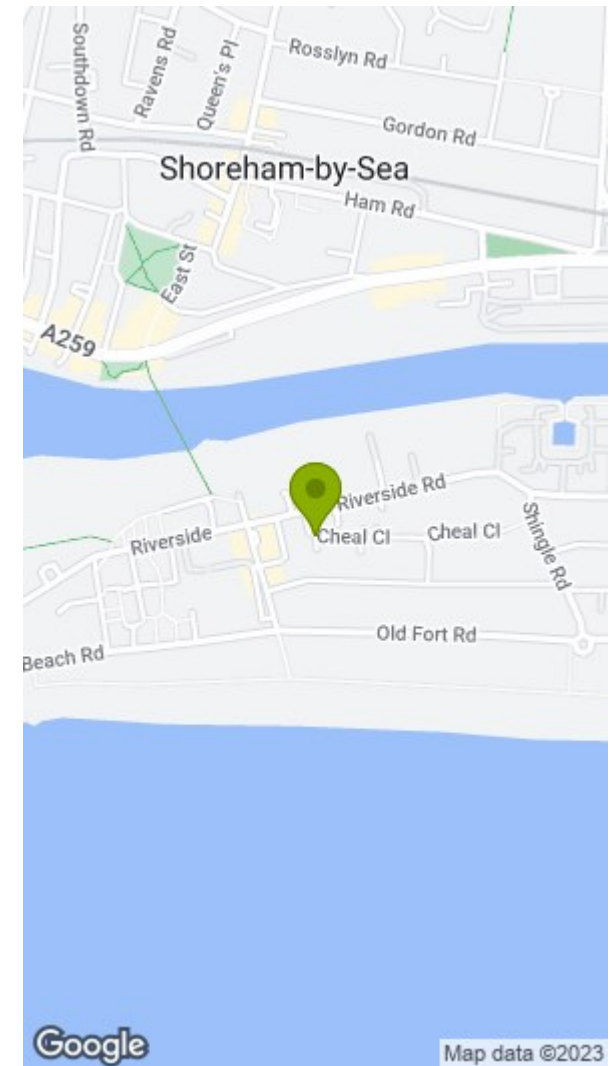 Southdown Rd
Ravens Rd
Queen's Pl
Rosslyn Rd
Gordon Rd
Shoreham-by-Sea
Ham Rd
East St
A259
Riverside Rd
Riverside
Cheal Cl
Cheal Cl
Shingle Rd
Old Fort Rd
Beach Rd
Google
Map data ©2023